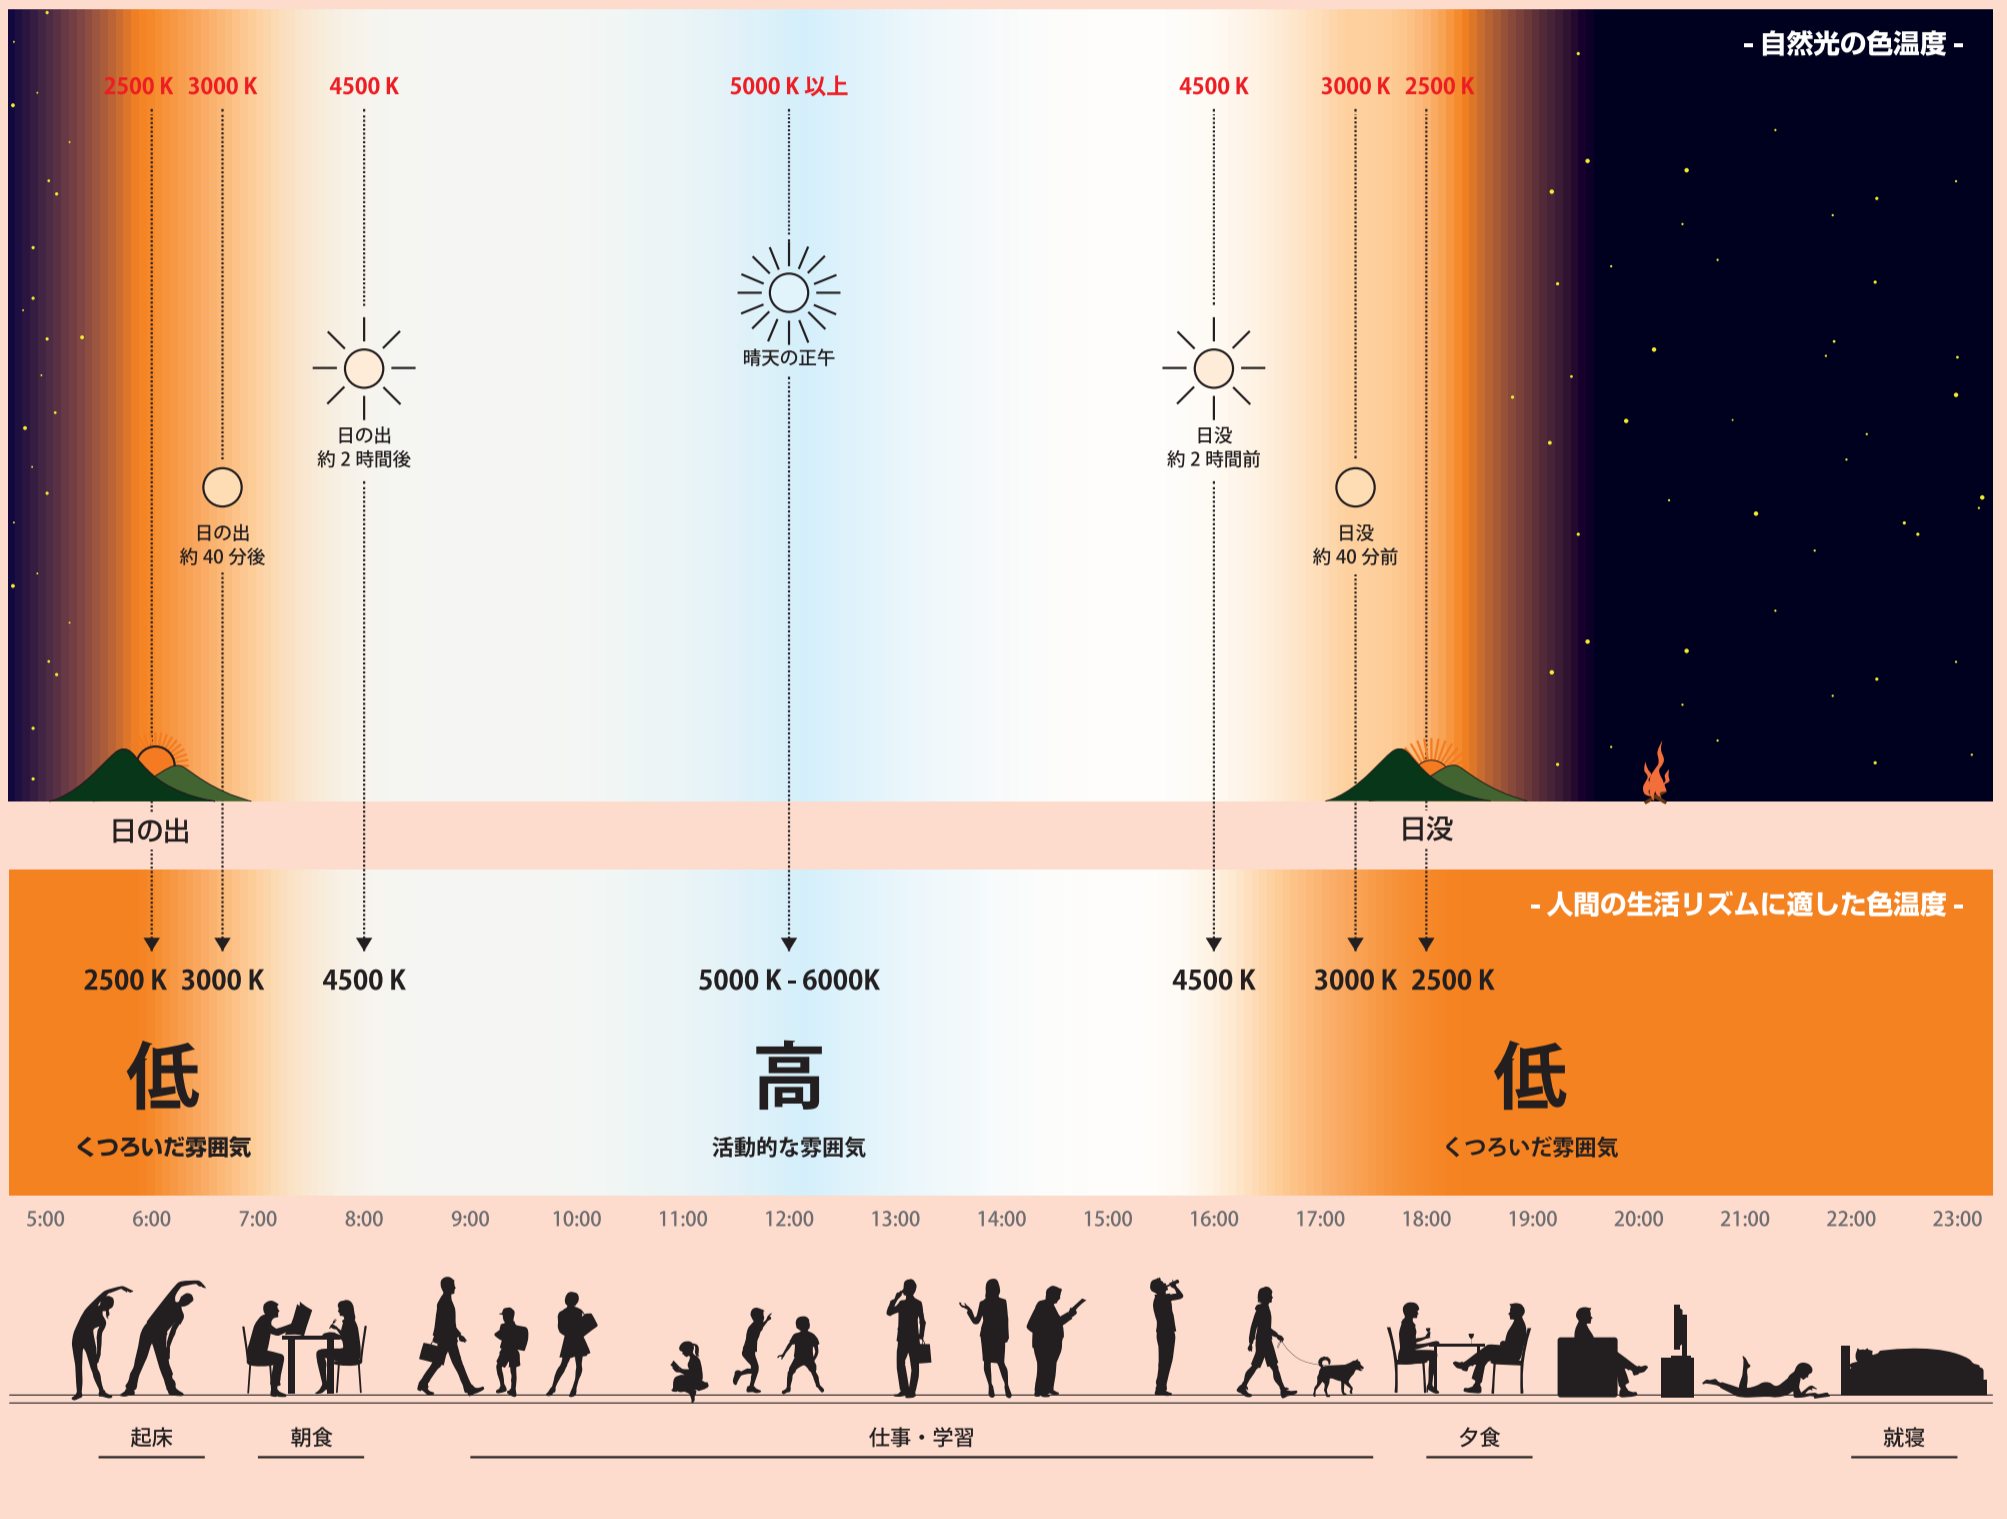 - 自然光の色温度 -
2500 K 3000 K 4500 K 5000 K 以上 4500 K 3000 K 2500 K
晴天の正午
日の出
約 2 時間後
日没
約 2 時間前
日の出
約 40 分後
日没
約 40 分前
日の出 日没
- 人間の生活リズムに適した色温度 -
2500 K 3000 K 4500 K 5000 K - 6000K 4500 K 3000 K 2500 K
低 高 低
くつろいだ雰囲気 活動的な雰囲気 くつろいだ雰囲気
5:00 6:00 7:00 8:00 9:00 10:00 11:00 12:00 13:00 14:00 15:00 16:00 17:00 18:00 19:00 20:00 21:00 22:00 23:00
起床 朝食 仕事・学習 夕食 就寝